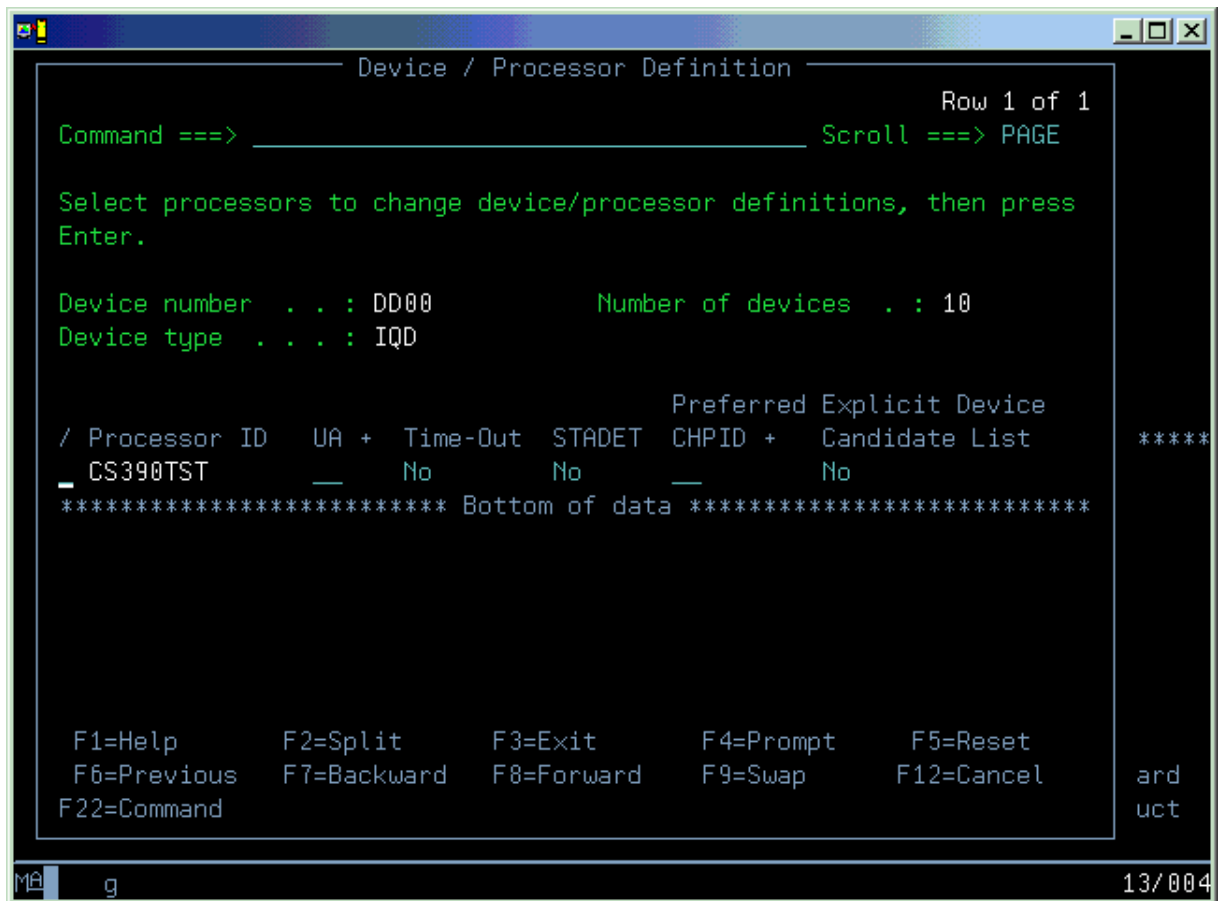 Device / Processor Definition
Row 1 of 1
Command ===> _____________________________________ Scroll ===> PAGE
Select processors to change device/processor definitions, then press
Enter.
Device number . . : DD00 Number of devices . : 10
Device type . . . : IQD
Preferred Explicit Device
/ Processor ID UA + Time-Out STADET CHPID + Candidate List *****
_ CS390TST __ No No __ No
************************** Bottom of data ***************************
F1=Help F2=Split F3=Exit F4=Prompt F5=Reset
F6=Previous F7=Backward F8=Forward F9=Swap F12=Cancel ard
F22=Command uct
MA g 13/004